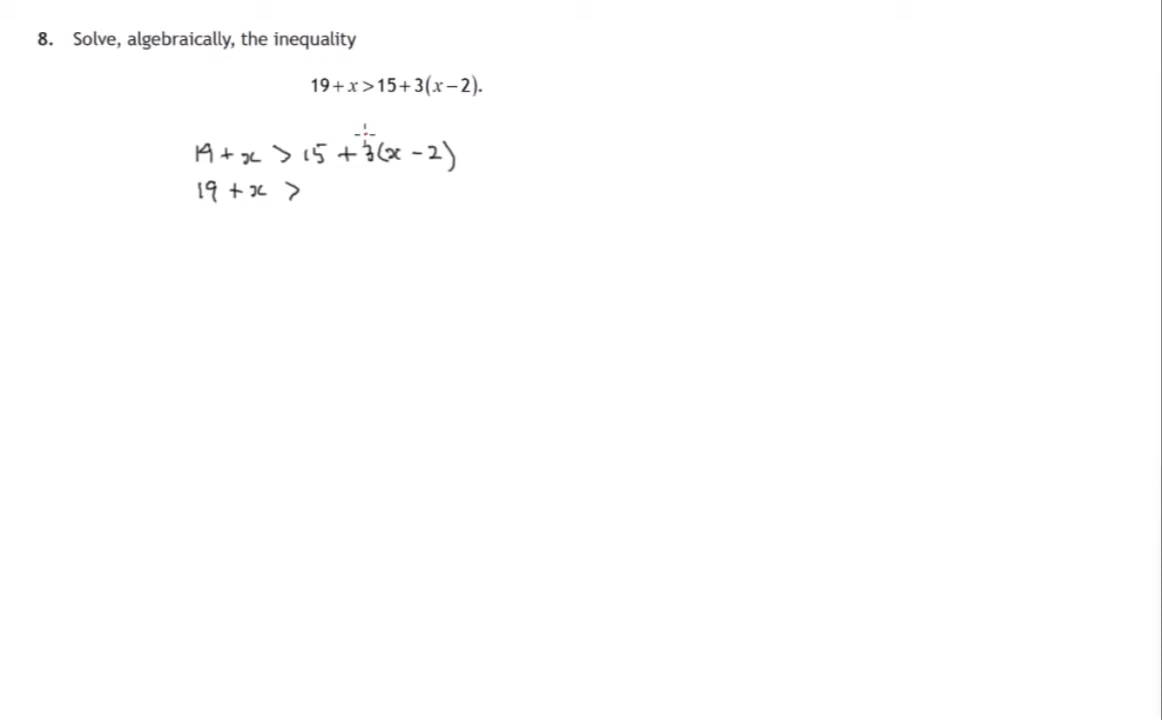 8. Solve, algebraically, the inequality
19+x>15+3(x−2).
19 + x > 15 + 3(x - 2)
19 + x >